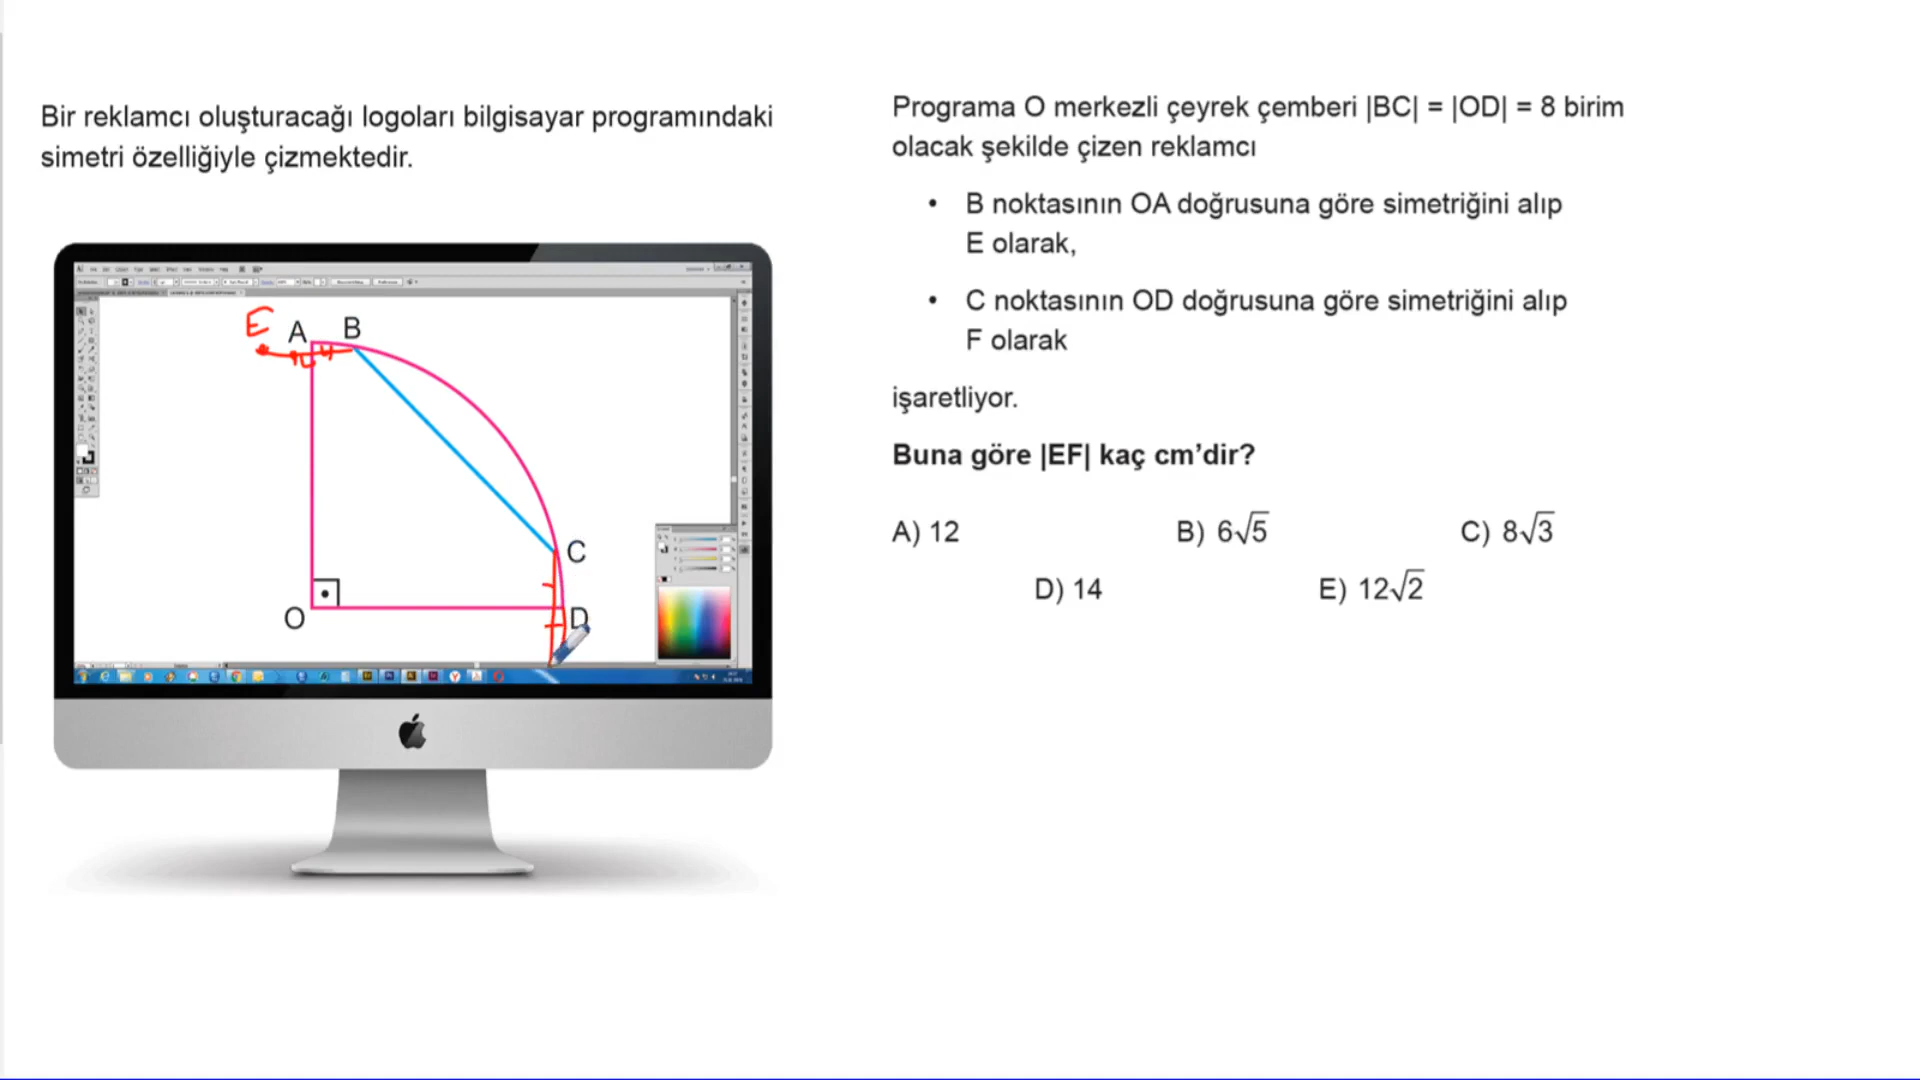 Bir reklamcı oluşturacağı logoları bilgisayar programındaki
simetri özelliğiyle çizmektedir.
E
A
B
C
O
D
Programa O merkezli çeyrek çemberi |BC| = |OD| = 8 birim
olacak şekilde çizen reklamcı
• B noktasının OA doğrusuna göre simetriğini alıp
E olarak,
• C noktasının OD doğrusuna göre simetriğini alıp
F olarak
işaretliyor.
Buna göre |EF| kaç cm'dir?
A) 12 B) 6√5 C) 8√3
D) 14 E) 12√2